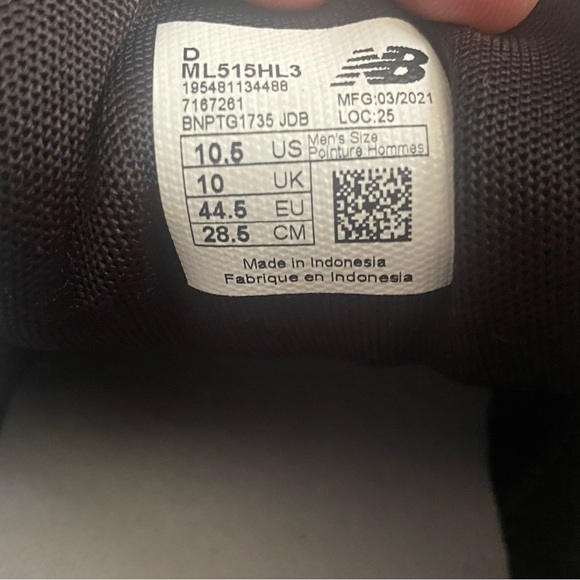 D
ML515HL3
195481134488
7167261
BNPTG1735 JDB
NB
MFG:03/2021
LOC:25
10.5 US Men's Size
Pointure Hommes
10 UK
44.5 EU
28.5 CM
Made in Indonesia
Fabrique en Indonesia